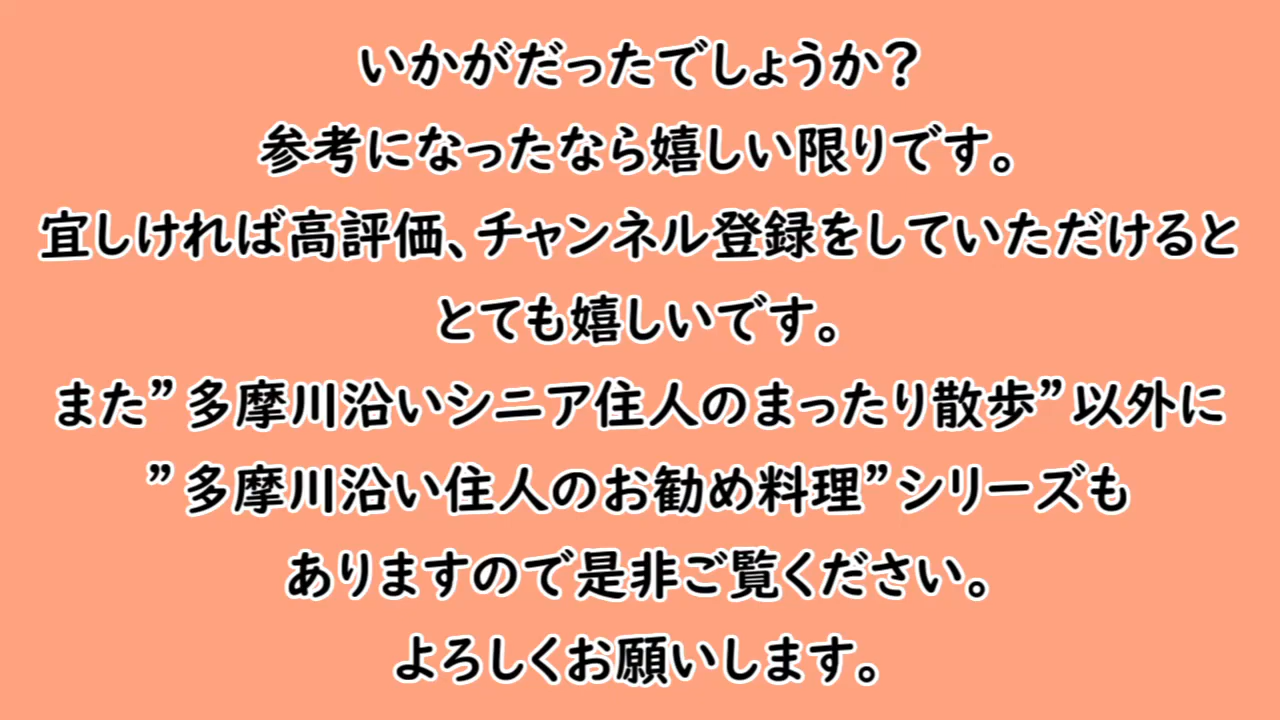 いかがだったでしょうか？
参考になったなら嬉しい限りです。
宜しければ高評価、チャンネル登録をしていただけると
とても嬉しいです。
また”多摩川沿いシニア住人のまったり散歩”以外に
”多摩川沿い住人のお勧め料理”シリーズも
ありますので是非ご覧ください。
よろしくお願いします。